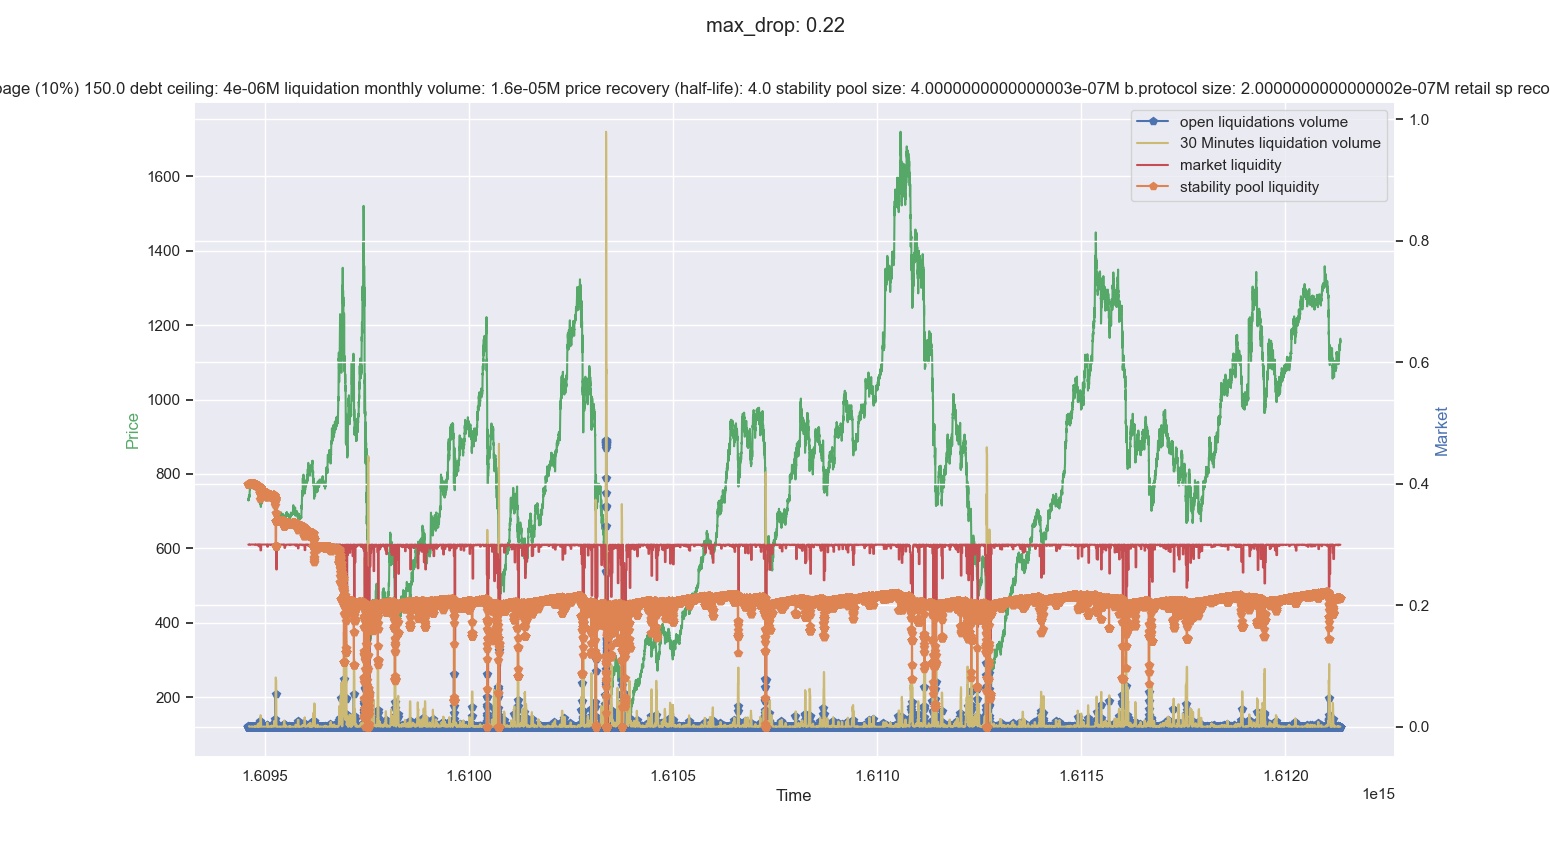 max_drop: 0.22
(10%) 150.0 debt ceiling: 4e-06M liquidation monthly volume: 1.6e-05M price recovery (half-life): 4.0 stability pool size: 4.0000000000000003e-07M b.protocol size: 2.0000000000000002e-07M retail sp
open liquidations volume
30 Minutes liquidation volume
market liquidity
stability pool liquidity
1600
1400
1200
1000
800
600
400
200
Price
1.0
0.8
0.6
0.4
0.2
0.0
Market
1.6095 1.6100 1.6105 1.6110 1.6115 1.6120
1e15
Time